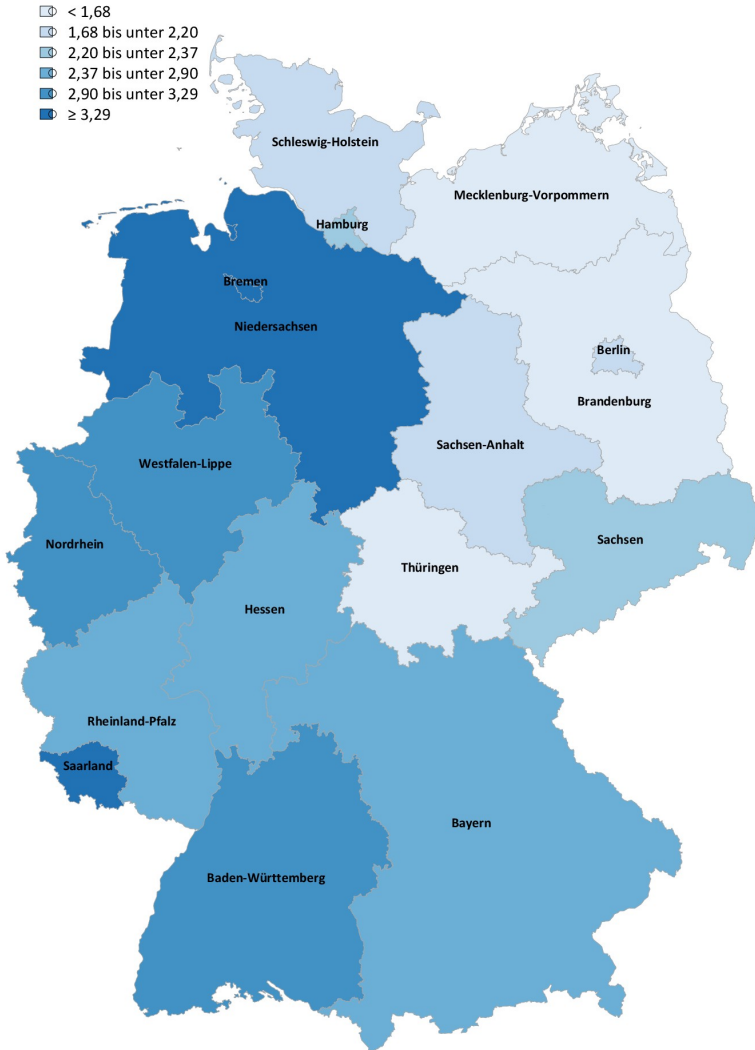 < 1,68
1,68 bis unter 2,20
2,20 bis unter 2,37
2,37 bis unter 2,90
2,90 bis unter 3,29
≥ 3,29
Schleswig-Holstein
Mecklenburg-Vorpommern
Hamburg
Bremen
Niedersachsen
Berlin
Brandenburg
Sachsen-Anhalt
Westfalen-Lippe
Nordrhein
Sachsen
Thüringen
Hessen
Rheinland-Pfalz
Saarland
Bayern
Baden-Württemberg